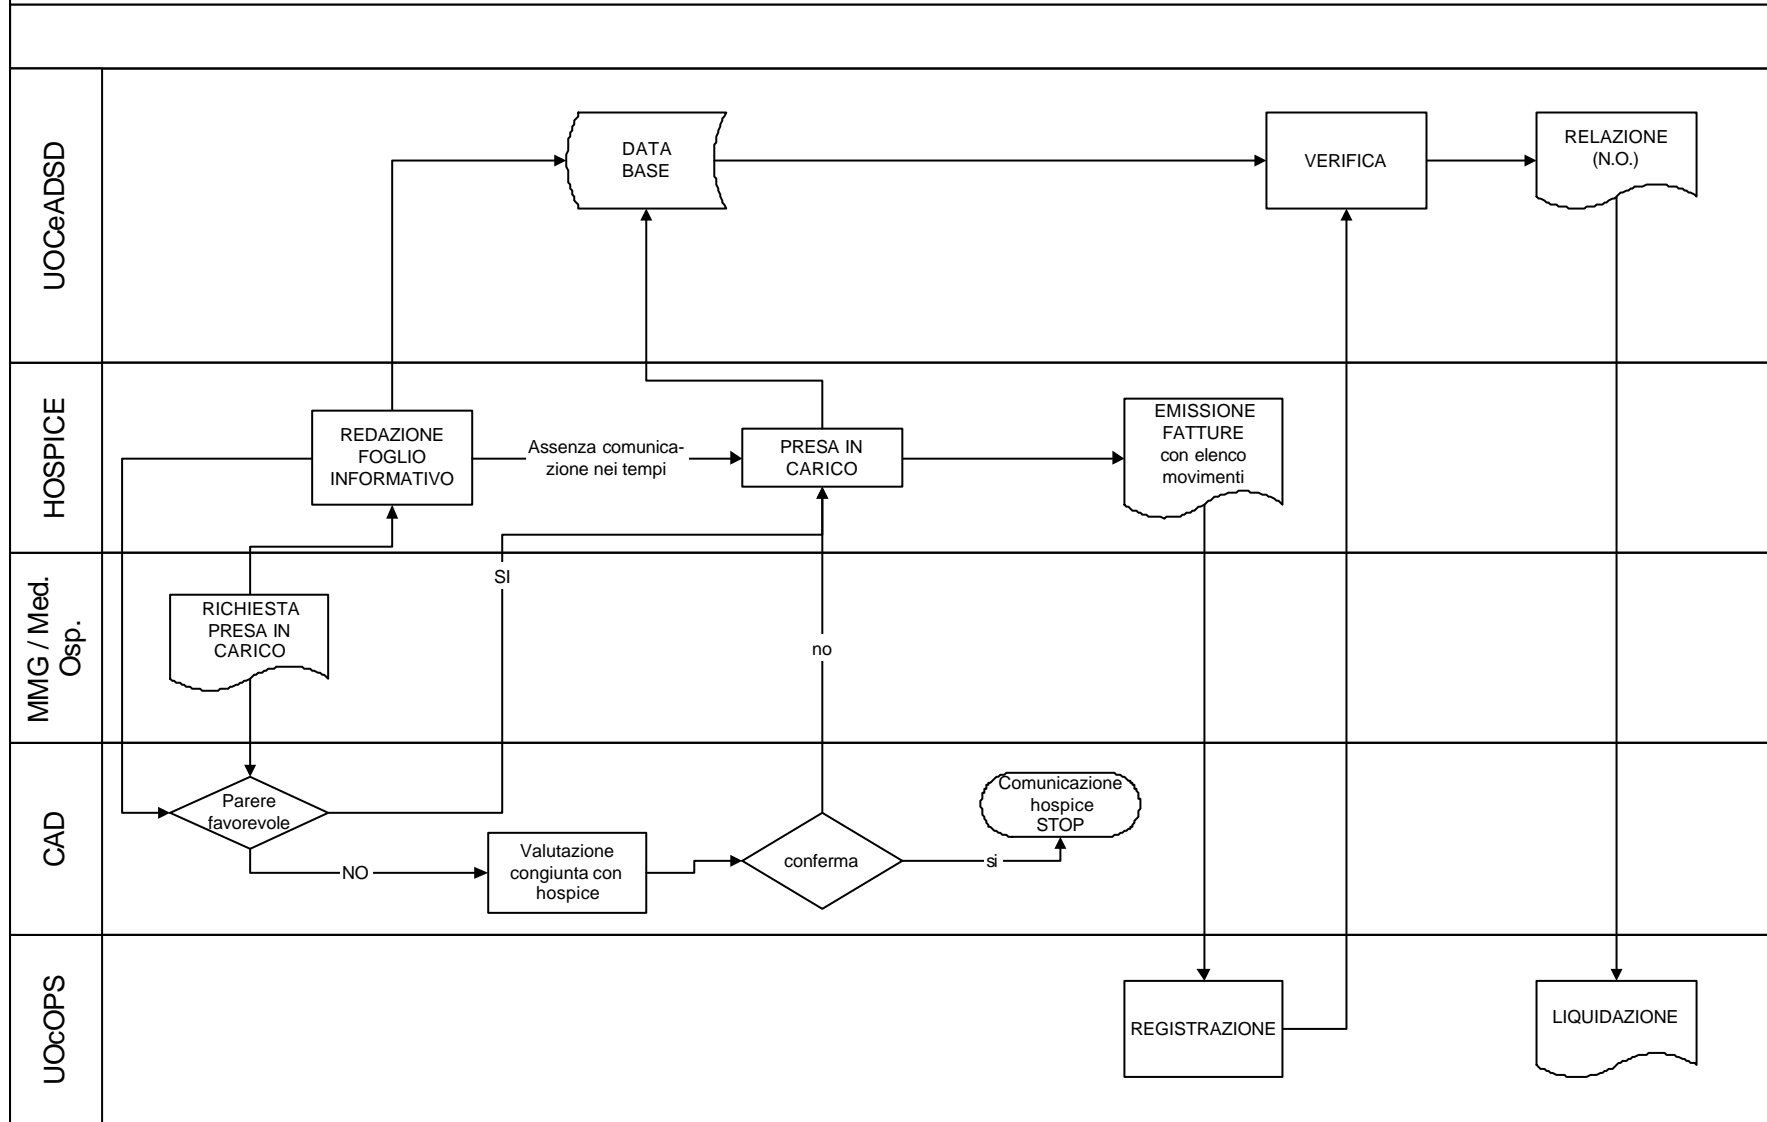 UOCeADSD
DATA
BASE
VERIFICA
RELAZIONE
(N.O.)
HOSPICE
REDAZIONE
FOGLIO
INFORMATIVO
Assenza comunica-
zione nei tempi
PRESA IN
CARICO
EMISSIONE
FATTURE
con elenco
movimenti
MMG / Med.
Osp.
RICHIESTA
PRESA IN
CARICO
SI
no
CAD
Parere
favorevole
NO
Valutazione
congiunta con
hospice
conferma
si
Comunicazione
hospice
STOP
UOcOPS
REGISTRAZIONE
LIQUIDAZIONE